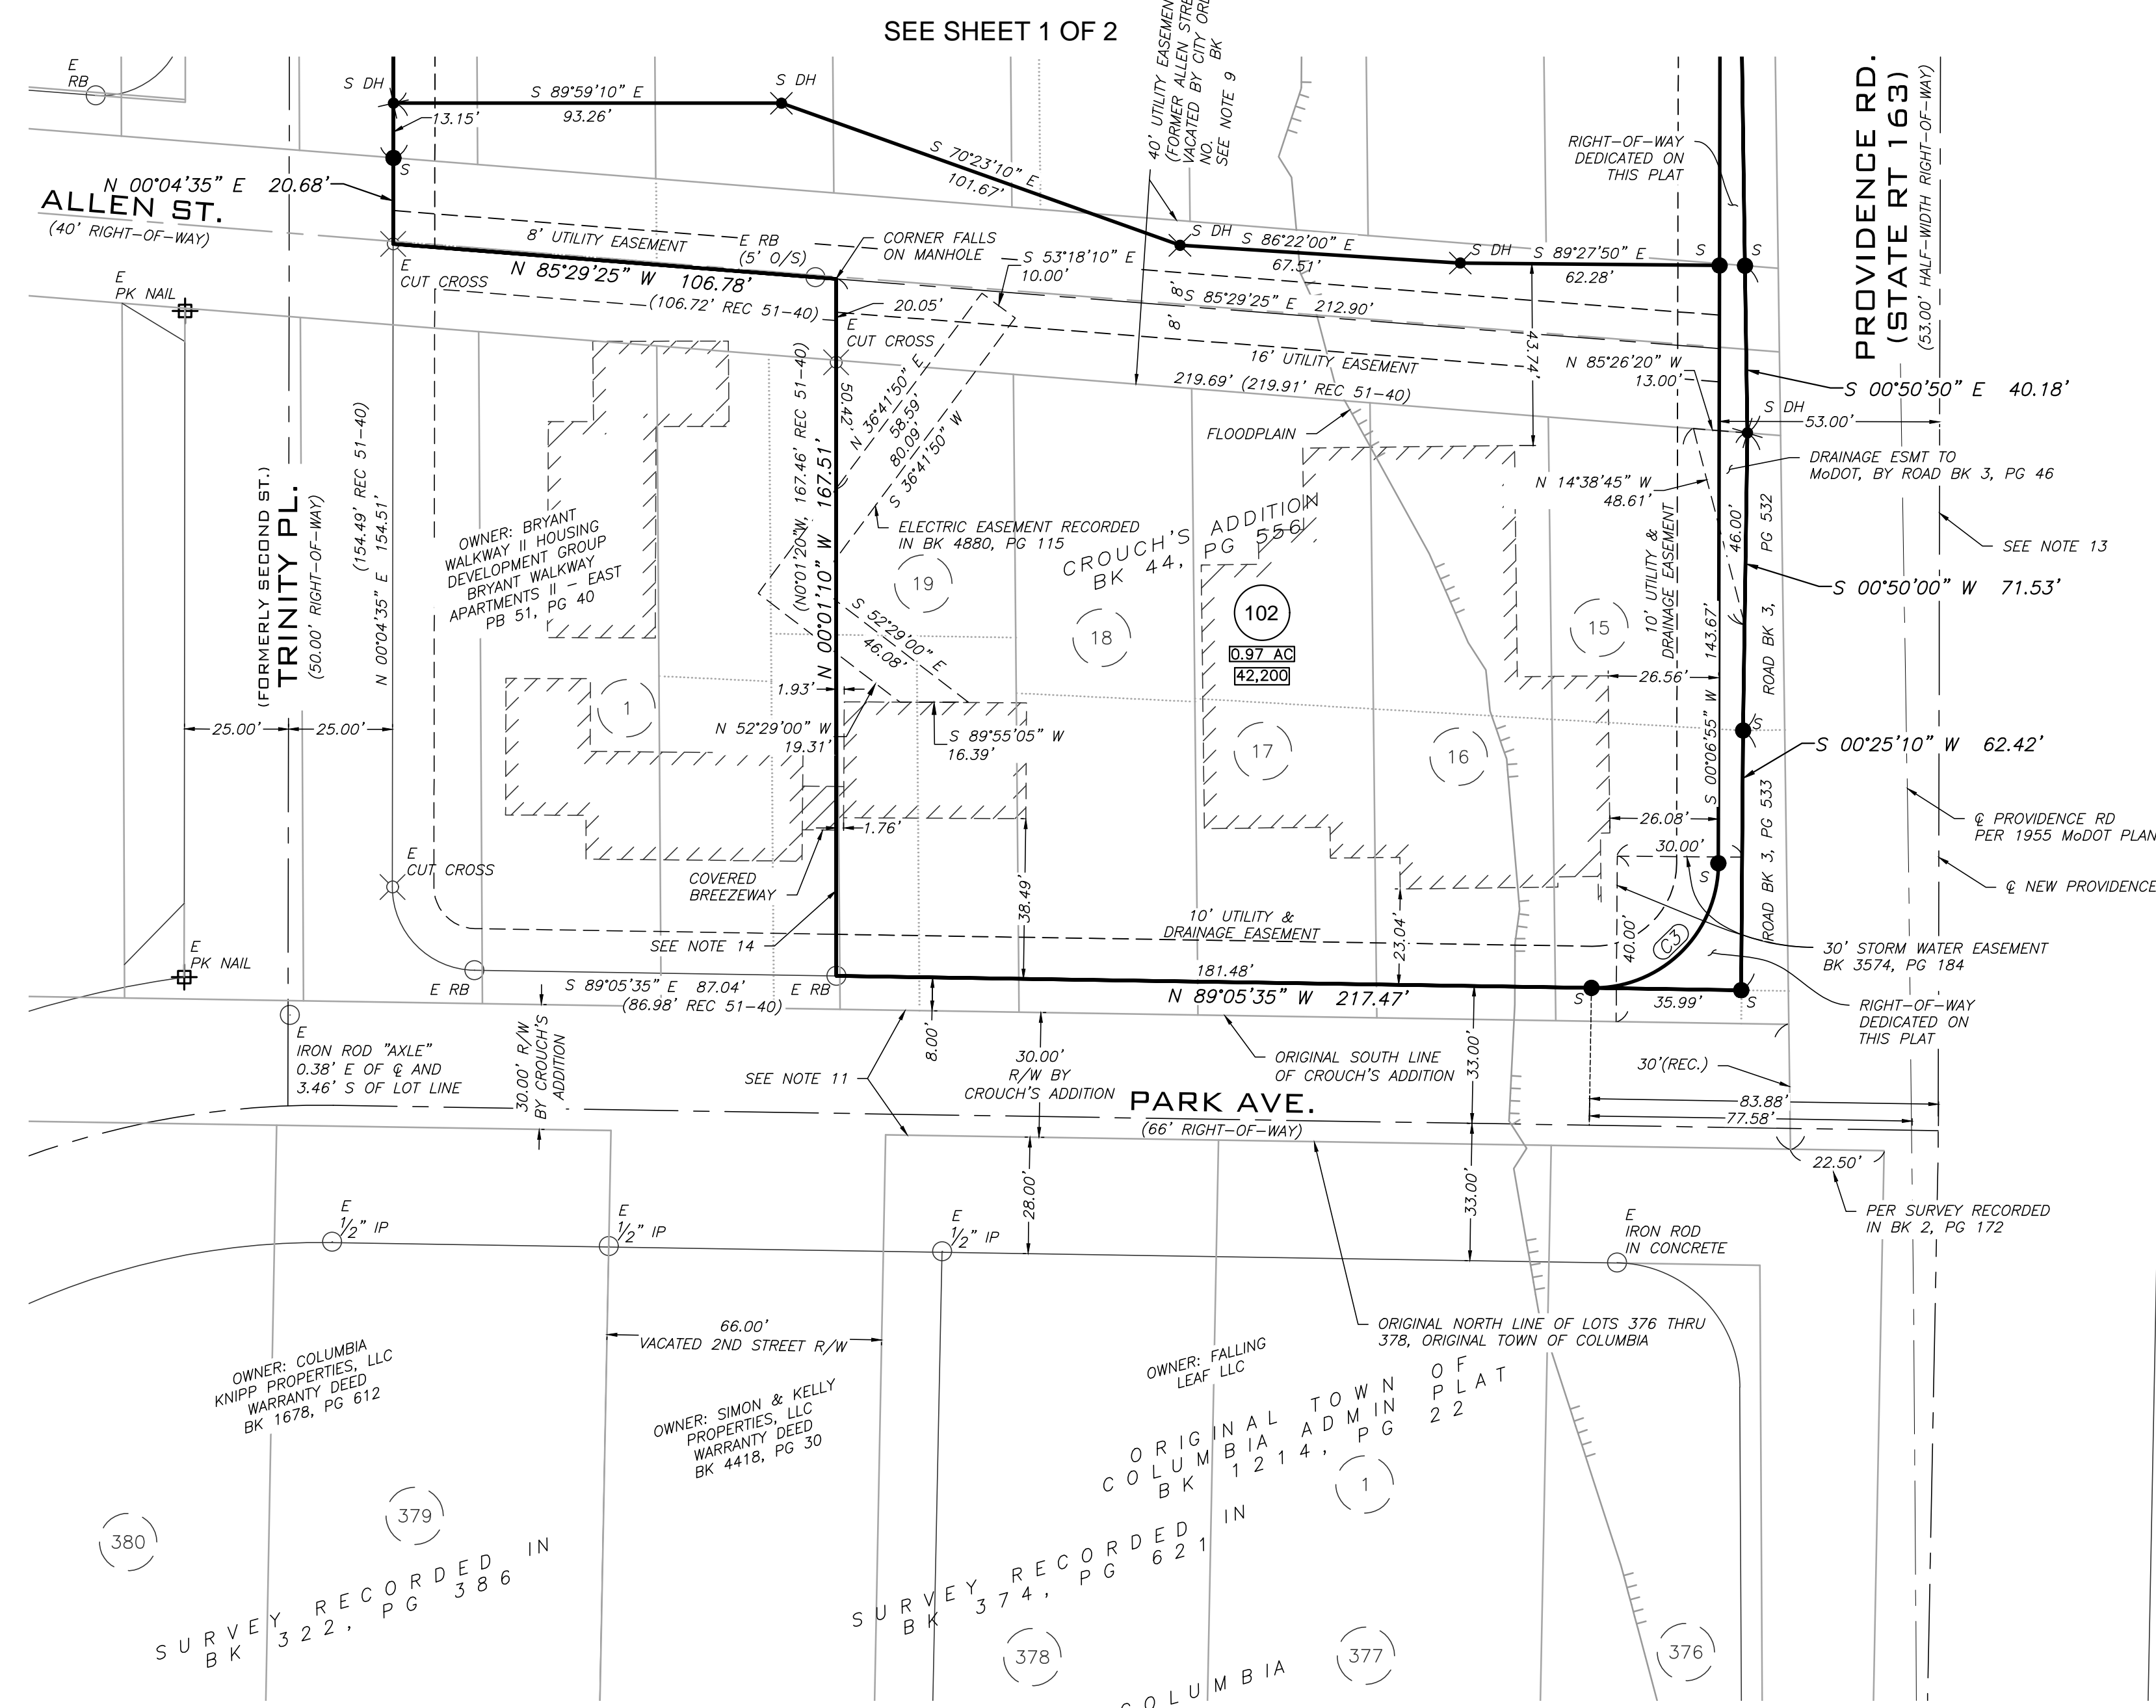 SEE SHEET 1 OF 2
E
RB
S DH
S 89°59'10" E
93.26'
S DH
13.15'
S
N 00°04'35" E 20.68'
ALLEN ST.
(40' RIGHT-OF-WAY)
S 70°23'10" E
101.67'
40' UTILITY EASEMENT
(FORMER ALLEN STRE
VACATED BY CITY ORD
NO. BK
SEE NOTE 9
RIGHT-OF-WAY
DEDICATED ON
THIS PLAT
PROVIDENCE RD.
(STATE RT 163)
(53.00' HALF-WIDTH RIGHT-OF-WAY)
8' UTILITY EASEMENT
E RB
(5' O/S)
CORNER FALLS
ON MANHOLE
S 53°18'10" E
10.00'
S DH
S 86°22'00" E
67.51'
S DH
S 89°27'50" E
62.28'
S
S
E
CUT CROSS
N 85°29'25" W 106.78'
(106.72' REC 51-40)
E
PK NAIL
20.05'
E
CUT CROSS
8'
8'
S 85°29'25" E 212.90'
16' UTILITY EASEMENT
219.69' (219.91' REC 51-40)
43.74'
N 85°26'20" W
13.00'
S 00°50'50" E 40.18'
S DH
53.00'
FLOODPLAIN
DRAINAGE ESMT TO
MoDOT, BY ROAD BK 3, PG 46
N 14°38'45" W
48.61'
46.00'
SEE NOTE 13
S 00°50'00" W 71.53'
(FORMERLY SECOND ST.)
TRINITY PL.
(50.00' RIGHT-OF-WAY)
(154.49' REC 51-40)
N 00°04'35" E 154.51'
OWNER: BRYANT
WALKWAY II HOUSING
DEVELOPMENT GROUP
BRYANT WALKWAY
APARTMENTS II - EAST
PB 51, PG 40
(N0°01'20"W, 167.46' REC 51-40)
N 00°01'10" W 167.51'
50.42'
N 36°41'50" E
58.59'
80.09'
S 36°41'50" W
ELECTRIC EASEMENT RECORDED
IN BK 4880, PG 115
CROUCH'S ADDITION
BK 44, PG 556
19
18
102
0.97 AC
42,200
15
10' UTILITY &
DRAINAGE EASEMENT
143.67'
S 00°06'55" W
ROAD BK 3, PG 532
S 52°29'00" E
46.08'
1.93'
N 52°29'00" W
19.31'
S 89°55'05" W
16.39'
1
17
16
26.56'
S
S 00°25'10" W 62.42'
25.00'
25.00'
1.76'
26.08'
30.00'
ROAD BK 3, PG 533
℄ PROVIDENCE RD
PER 1955 MoDOT PLAN
℄ NEW PROVIDENCE
E
CUT CROSS
COVERED
BREEZEWAY
SEE NOTE 14
38.49'
10' UTILITY &
DRAINAGE EASEMENT
23.04'
S
40.00'
C3
30' STORM WATER EASEMENT
BK 3574, PG 184
E
PK NAIL
E RB
S 89°05'35" E 87.04'
(86.98' REC 51-40)
E RB
181.48'
N 89°05'35" W 217.47'
S
35.99'
S
RIGHT-OF-WAY
DEDICATED ON
THIS PLAT
E
IRON ROD "AXLE"
0.38' E OF ℄ AND
3.46' S OF LOT LINE
30.00' R/W
BY CROUCH'S
ADDITION
8.00'
SEE NOTE 11
30.00'
R/W BY
CROUCH'S ADDITION
ORIGINAL SOUTH LINE
OF CROUCH'S ADDITION
33.00'
30'(REC.)
PARK AVE.
(66' RIGHT-OF-WAY)
83.88'
77.58'
22.50'
28.00'
33.00'
PER SURVEY RECORDED
IN BK 2, PG 172
E
1/2" IP
E
1/2" IP
E
1/2" IP
E
IRON ROD
IN CONCRETE
66.00'
VACATED 2ND STREET R/W
ORIGINAL NORTH LINE OF LOTS 376 THRU
378, ORIGINAL TOWN OF COLUMBIA
OWNER: COLUMBIA
KNIPP PROPERTIES, LLC
WARRANTY DEED
BK 1678, PG 612
OWNER: SIMON & KELLY
PROPERTIES, LLC
WARRANTY DEED
BK 4418, PG 30
OWNER: FALLING
LEAF LLC
ORIGINAL TOWN OF
COLUMBIA ADMIN PLAT
BK 1214, PG 22
1
380
379
SURVEY RECORDED IN
BK 322, PG 386
SURVEY RECORDED IN
BK 374, PG 621
378
377
376
COLUMBIA